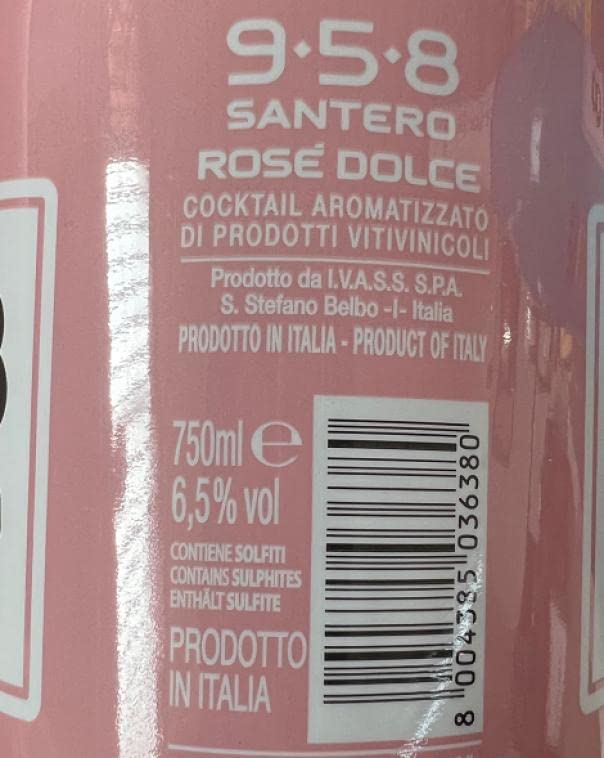 9·5·8
SANTERO
ROSÉ DOLCE
COCKTAIL AROMATIZZATO
DI PRODOTTI VITIVINICOLI
Prodotto da I.V.A.S.S. S.P.A.
S. Stefano Belbo -I- Italia
PRODOTTO IN ITALIA - PRODUCT OF ITALY
750ml e
6,5% vol
CONTIENE SOLFITI
CONTAINS SULPHITES
ENTHÄLT SULFITE
PRODOTTO
IN ITALIA
8 004385 036380